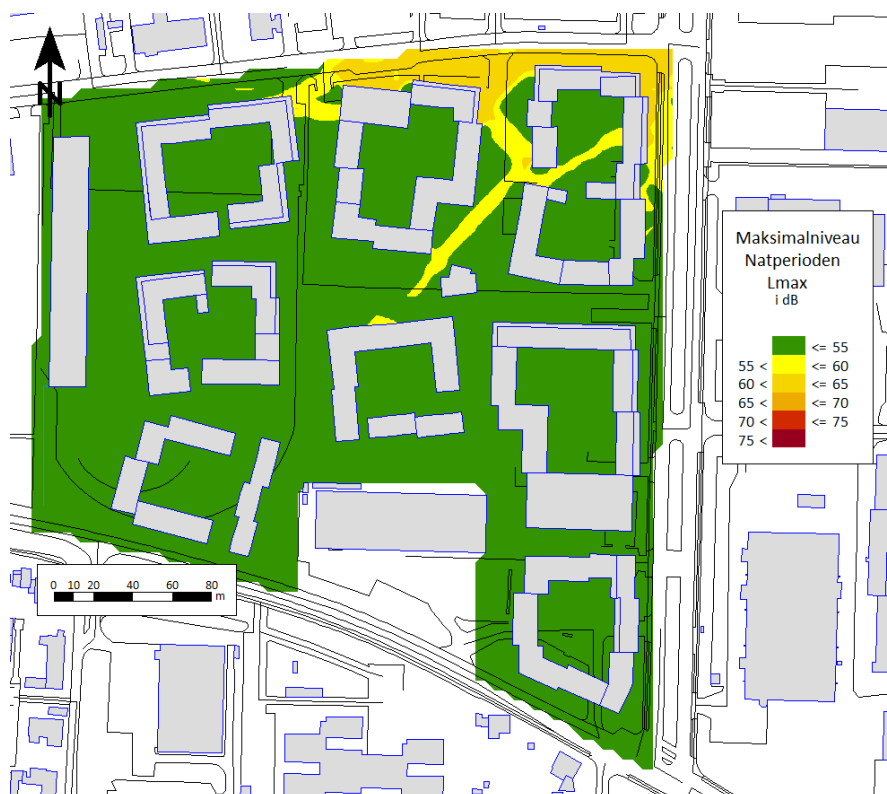 N
Maksimalniveau
Natperioden
Lmax
i dB
<= 55
55 < <= 60
60 < <= 65
65 < <= 70
70 < <= 75
75 <
0 10 20 40 60 80
m